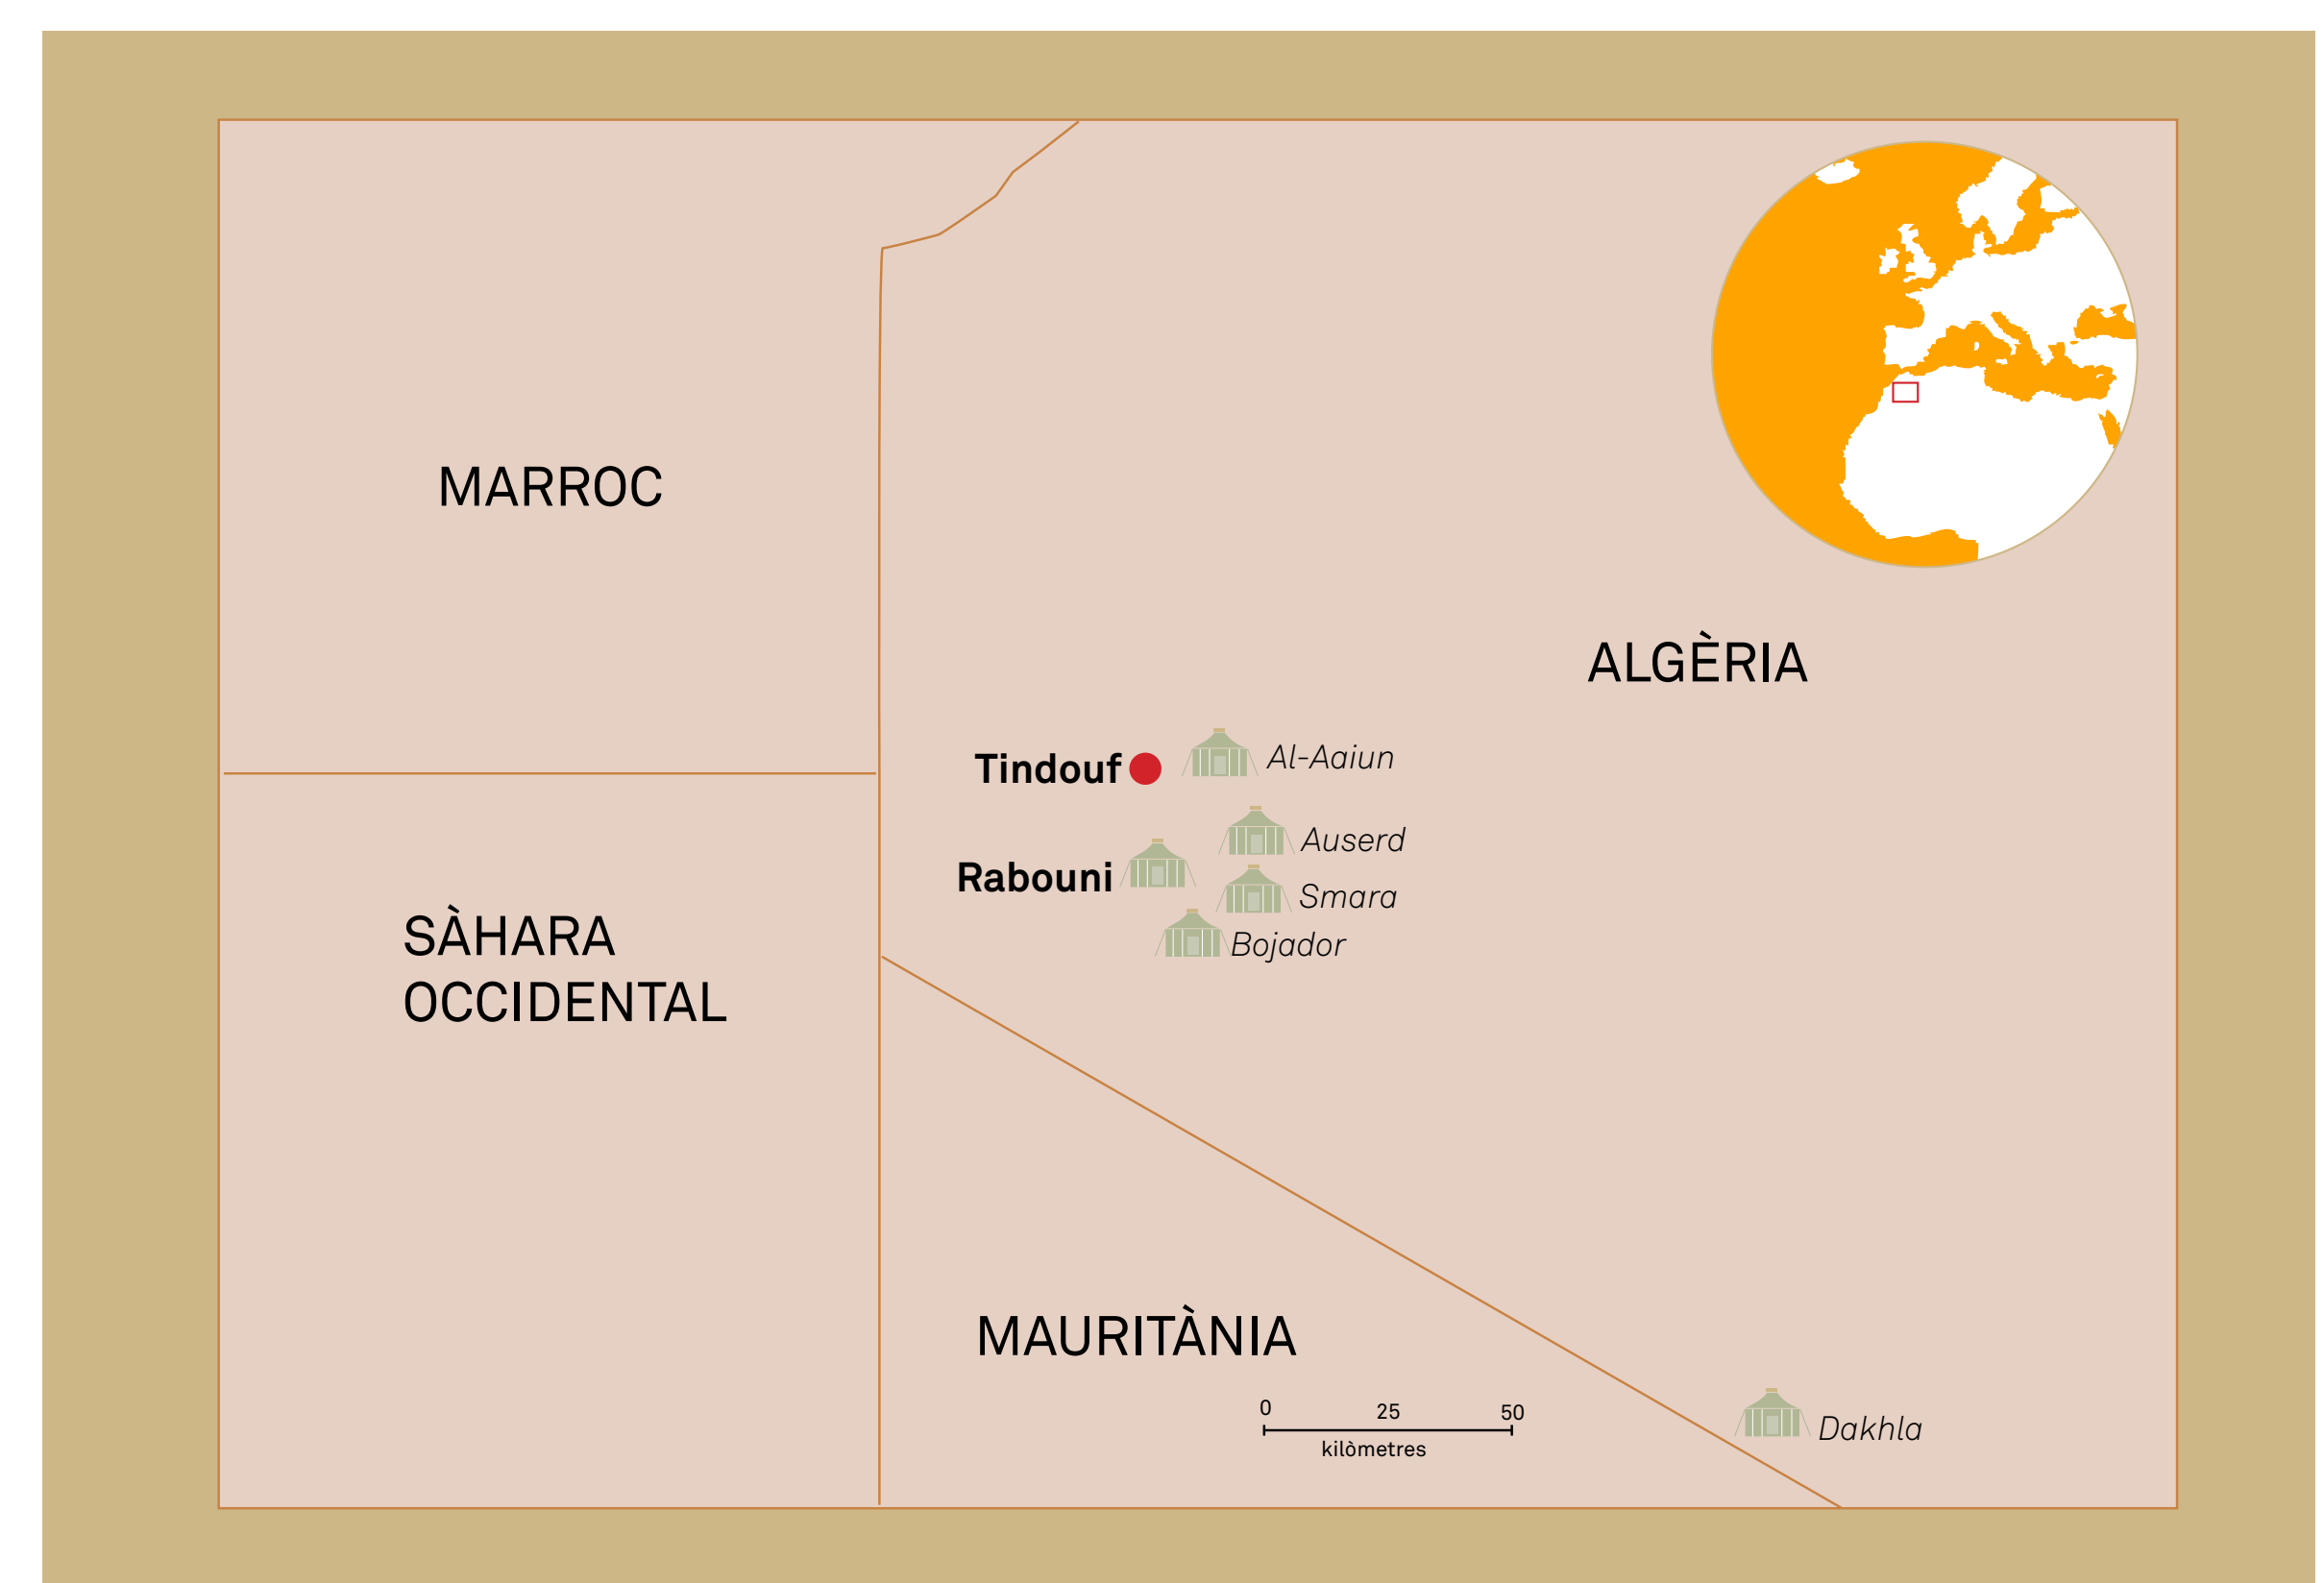 MARROC
ALGÈRIA
Tindouf
Al-Aaiun
Auserd
Rabouni
Smara
Bojador
SÀHARA
OCCIDENTAL
MAURITÀNIA
0 25 50
kilòmetres
Dakhla